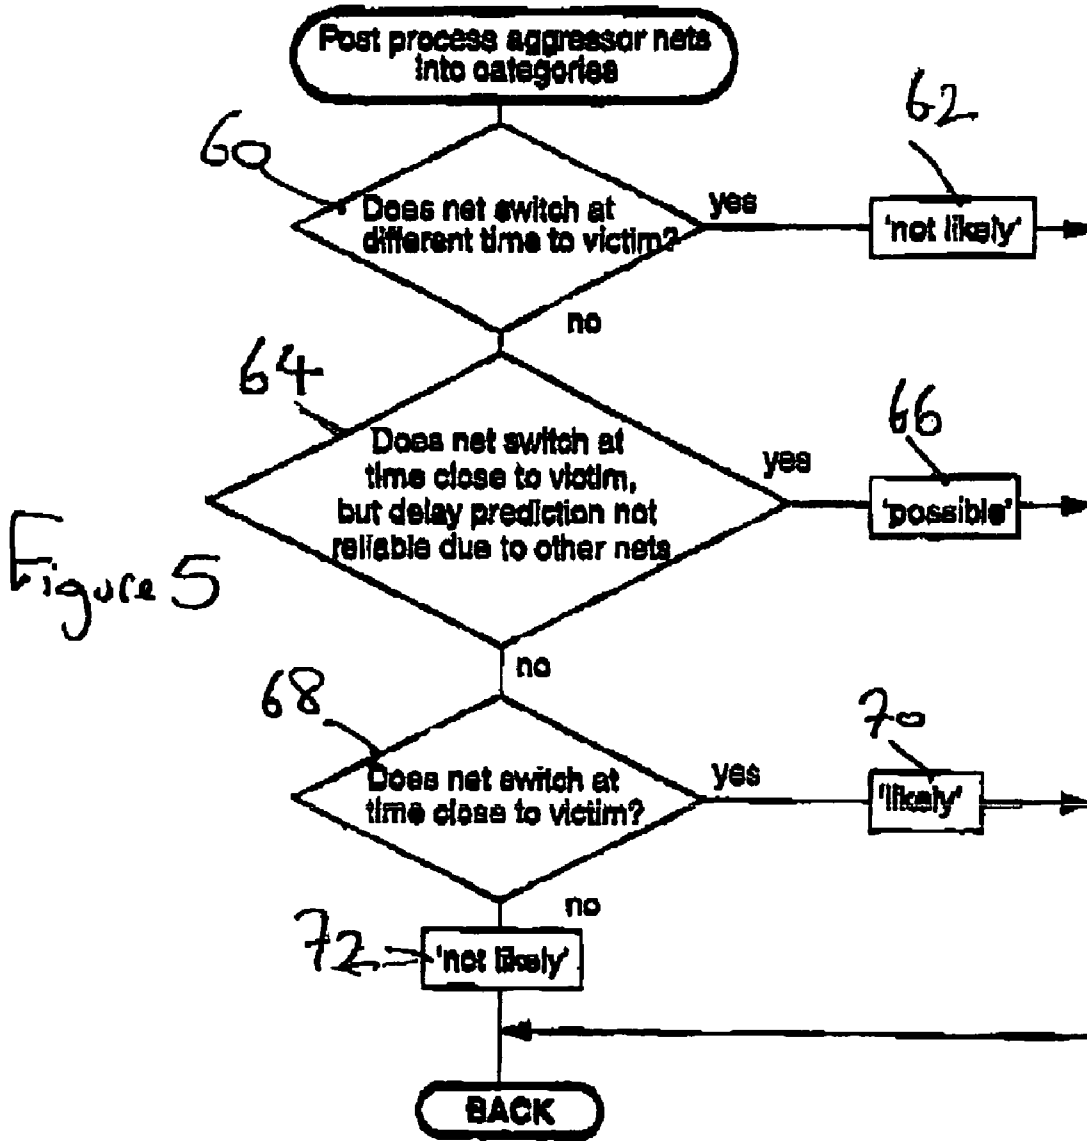 Post process aggressor nets
into categories
60
62
Does net switch at
different time to victim?
yes
'not likely'
no
64
66
Does net switch at
time close to victim,
but delay prediction not
reliable due to other nets
yes
'possible'
Figure 5
no
68
70
Does net switch at
time close to victim?
yes
'likely'
no
72
'not likely'
BACK